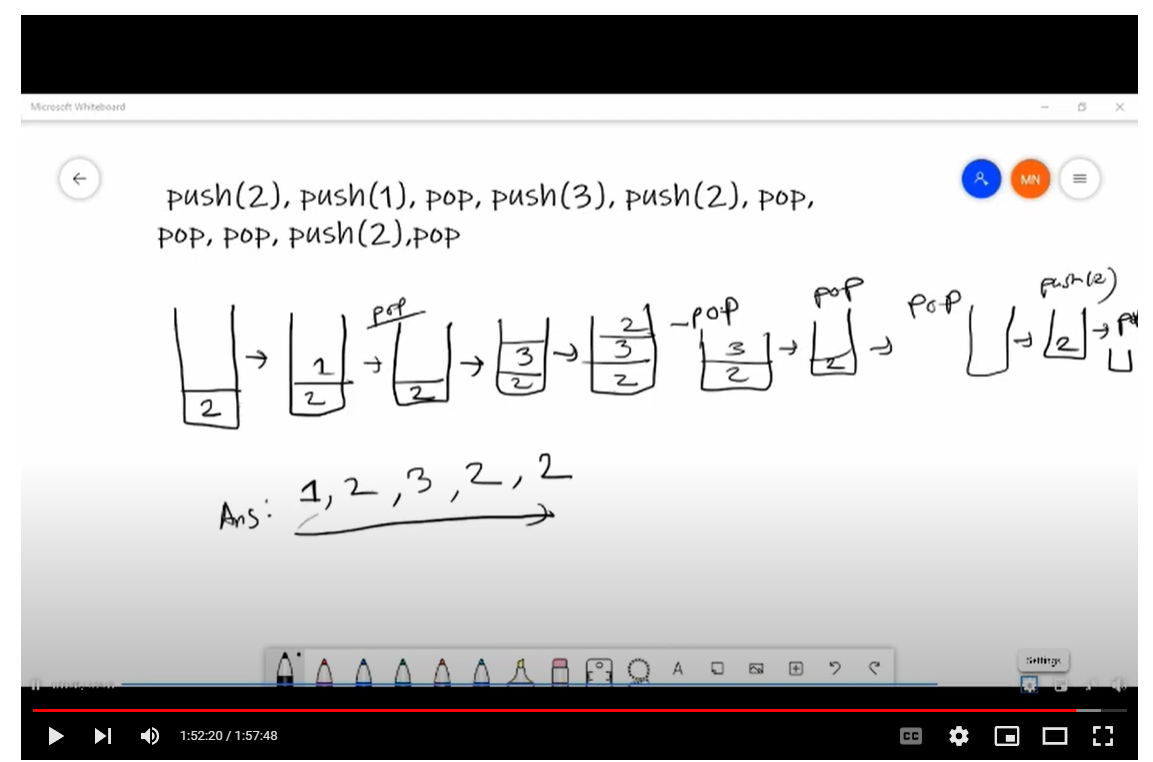 Microsoft Whiteboard
MN
push(2), push(1), pop, push(3), push(2), pop,
pop, pop, push(2),pop
pop
-pop
pop
pop
push(2)
2
1
2
2
3
2
2
3
2
3
2
2
2
Ans: 1, 2, 3, 2, 2
A
Settings
1:52:20 / 1:57:48
CC